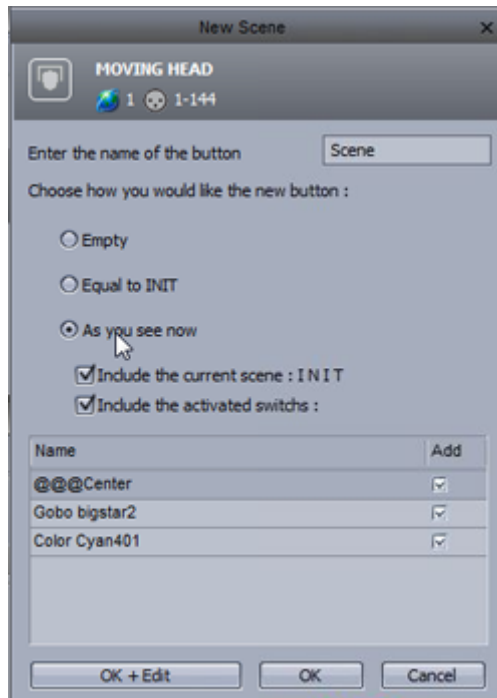 New Scene
MOVING HEAD
1 1-144
Enter the name of the button Scene
Choose how you would like the new button :
Empty
Equal to INIT
As you see now
Include the current scene : I N I T
Include the activated switchs :
Name Add
@@@Center
Gobo bigstar2
Color Cyan401
OK + Edit OK Cancel